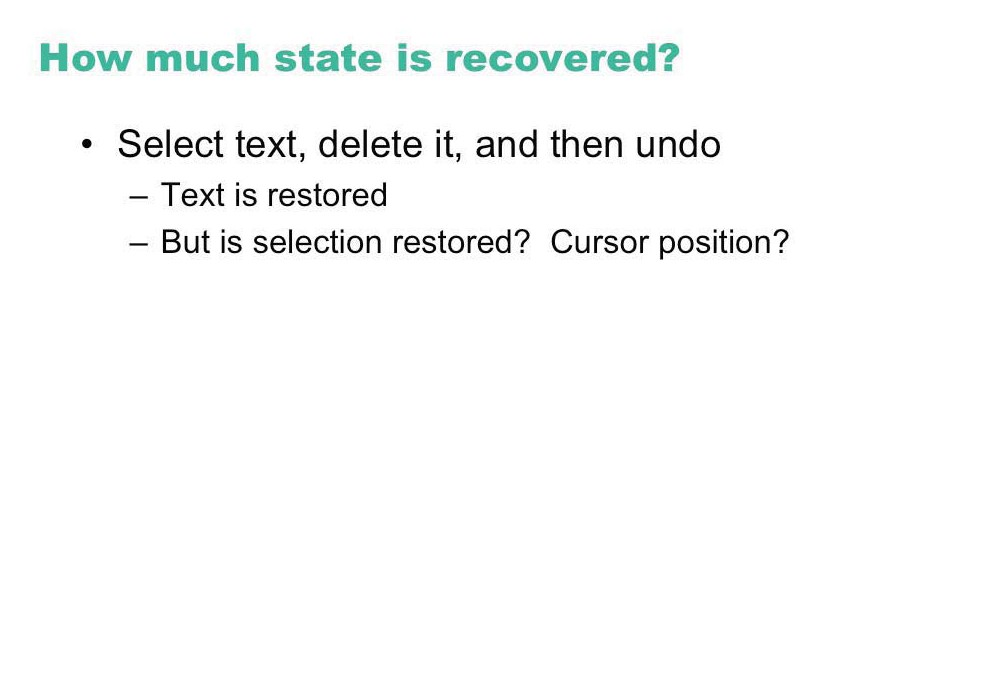 How much state is recovered?
• Select text, delete it, and then undo
– Text is restored
– But is selection restored?  Cursor position?